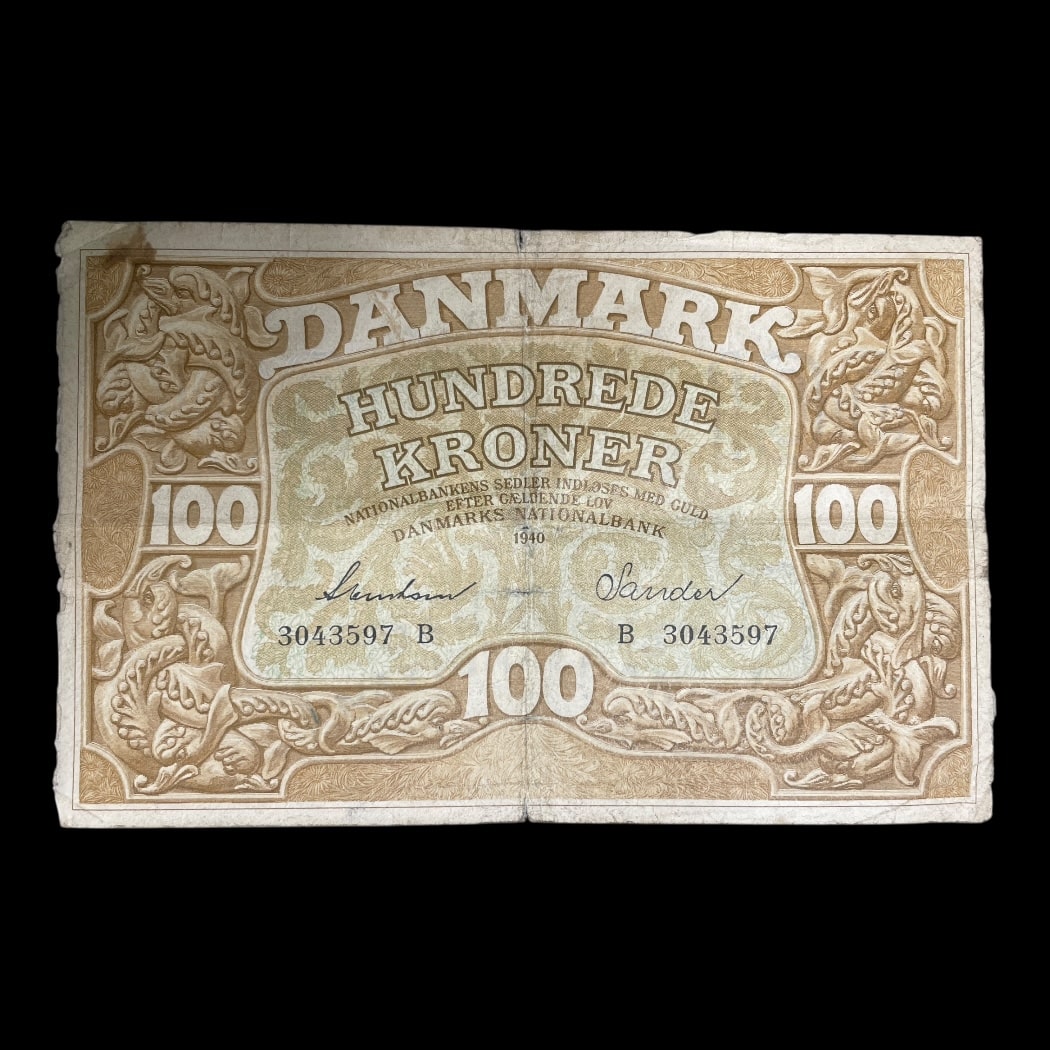 DANMARK
HUNDREDE
KRONER
NATIONALBANKENS SEDLER INDLØSES MED GULD
EFTER GÆLDENDE LOV
DANMARKS NATIONALBANK
1940
100 100
Svendsen Sander
3043597 B B 3043597
100